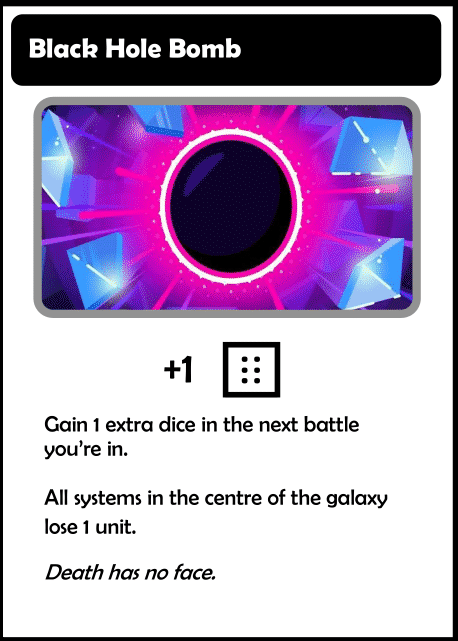 Black Hole Bomb
+1
Gain 1 extra dice in the next battle
you're in.
All systems in the centre of the galaxy
lose 1 unit.
Death has no face.